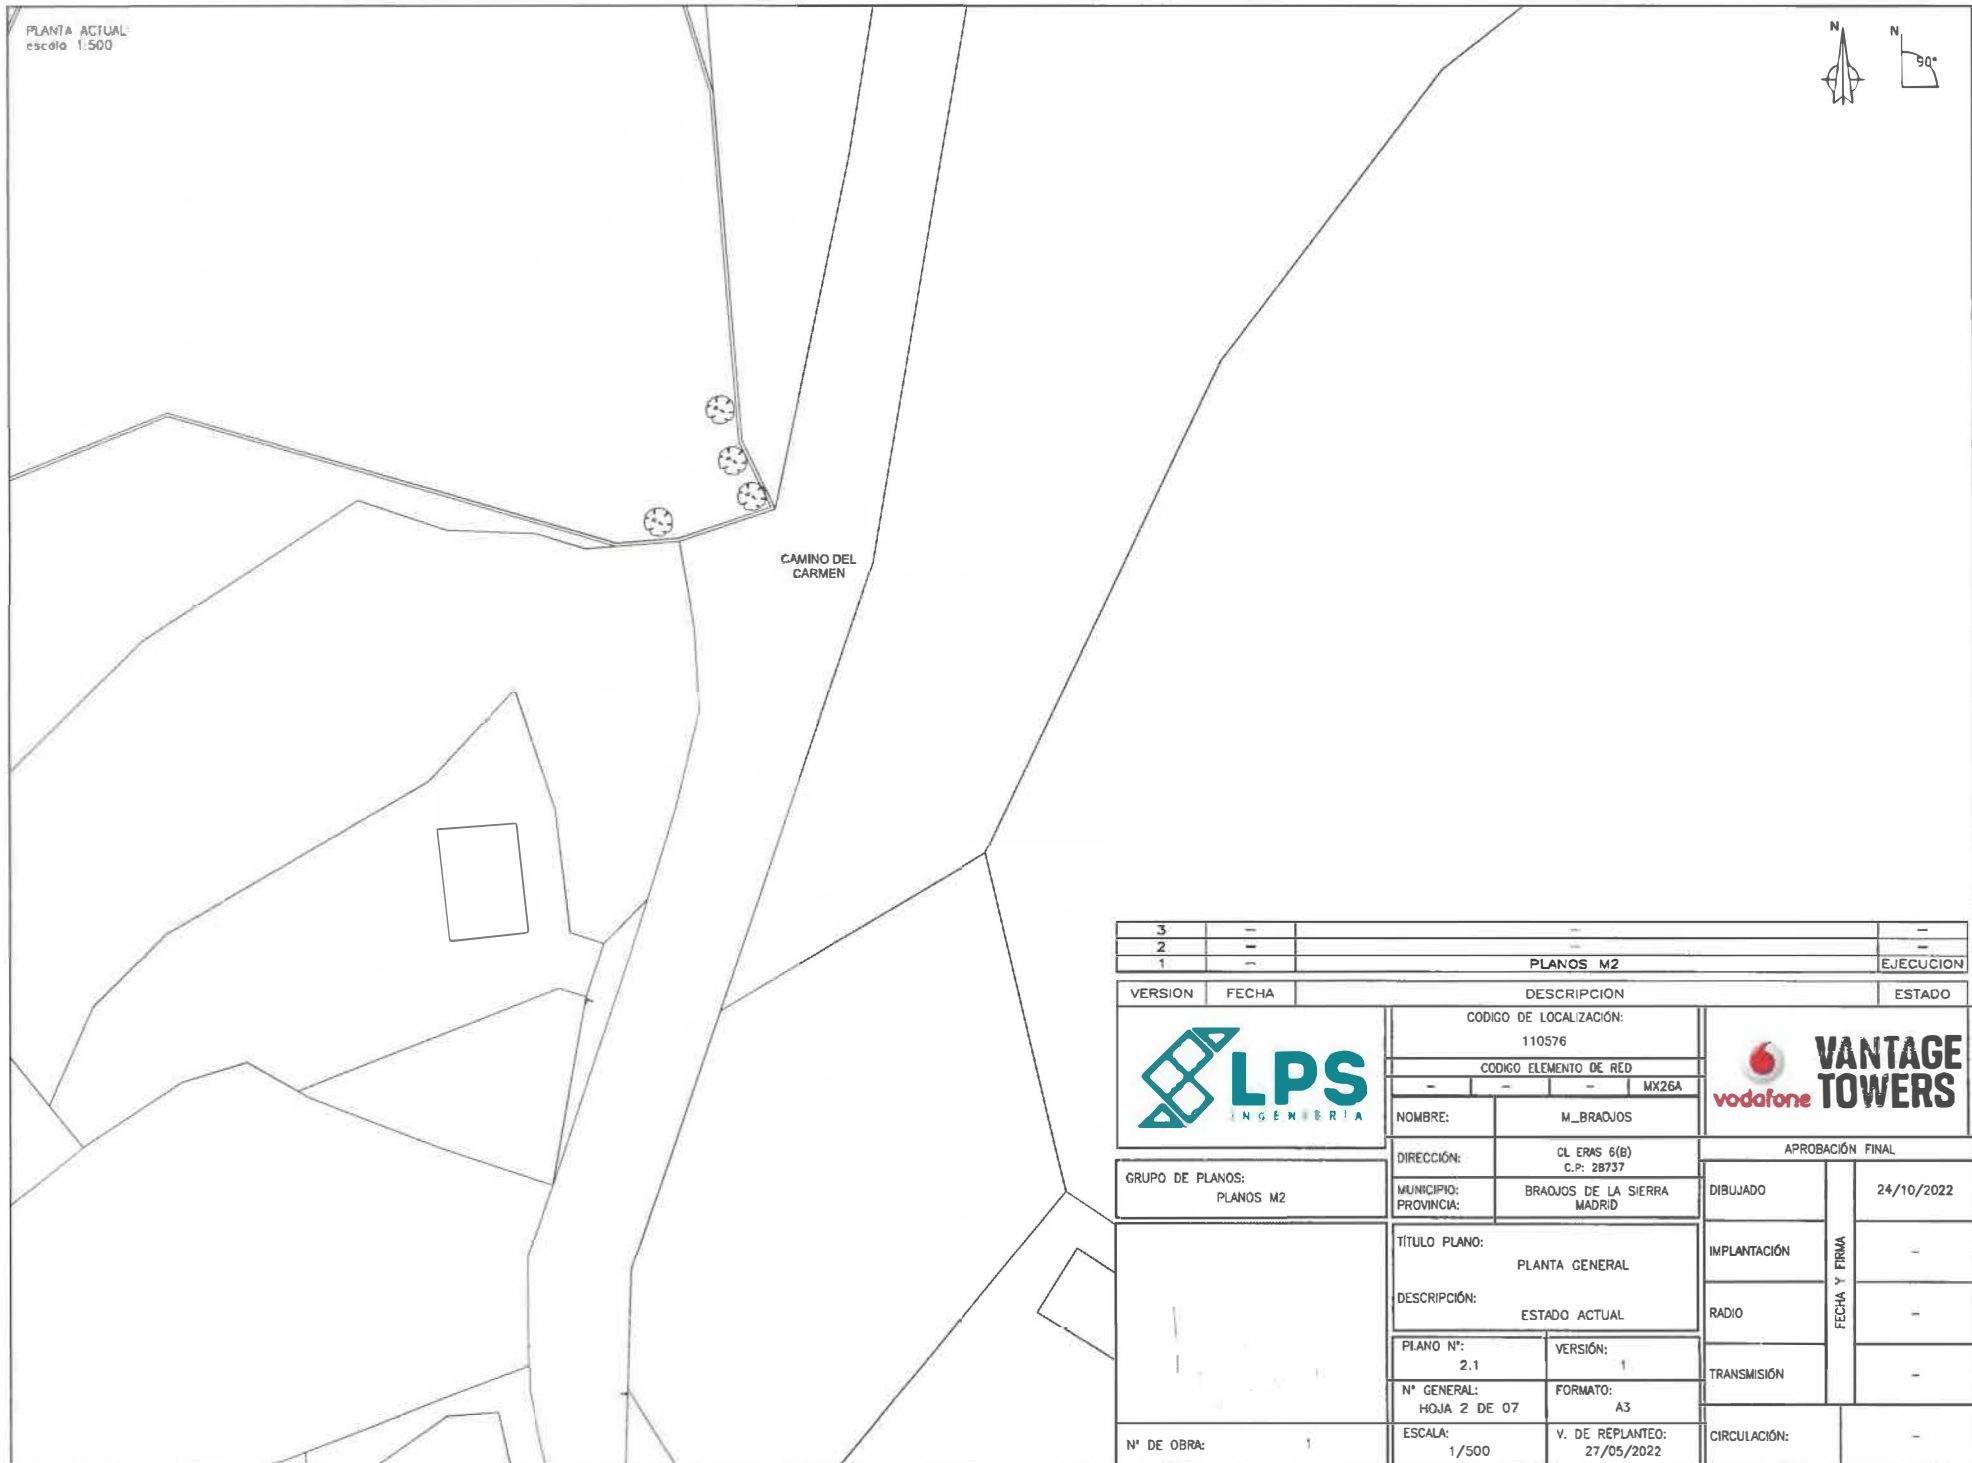 PLANTA ACTUAL
escala 1:500
N
N
90°
CAMINO DEL
CARMEN
3 - - -
2 - - -
1 - PLANOS M2 EJECUCION
VERSION FECHA DESCRIPCION ESTADO
LPS
INGENIERIA
CODIGO DE LOCALIZACIÓN:
110576
CODIGO ELEMENTO DE RED
- - - MX26A
NOMBRE: M_BRAOJOS
DIRECCIÓN: CL ERAS 6(B)
C.P: 28737
MUNICIPIO: BRAOJOS DE LA SIERRA
PROVINCIA: MADRID
vodafone
VANTAGE
TOWERS
GRUPO DE PLANOS:
PLANOS M2
TÍTULO PLANO:
PLANTA GENERAL
DESCRIPCIÓN:
ESTADO ACTUAL
PLANO N°:
2.1
VERSIÓN:
1
N° GENERAL:
HOJA 2 DE 07
FORMATO:
A3
N° DE OBRA: 1
ESCALA:
1/500
V. DE REPLANTEO:
27/05/2022
APROBACIÓN FINAL
DIBUJADO 24/10/2022
FECHA Y FIRMA
IMPLANTACIÓN -
RADIO -
TRANSMISIÓN -
CIRCULACIÓN: -